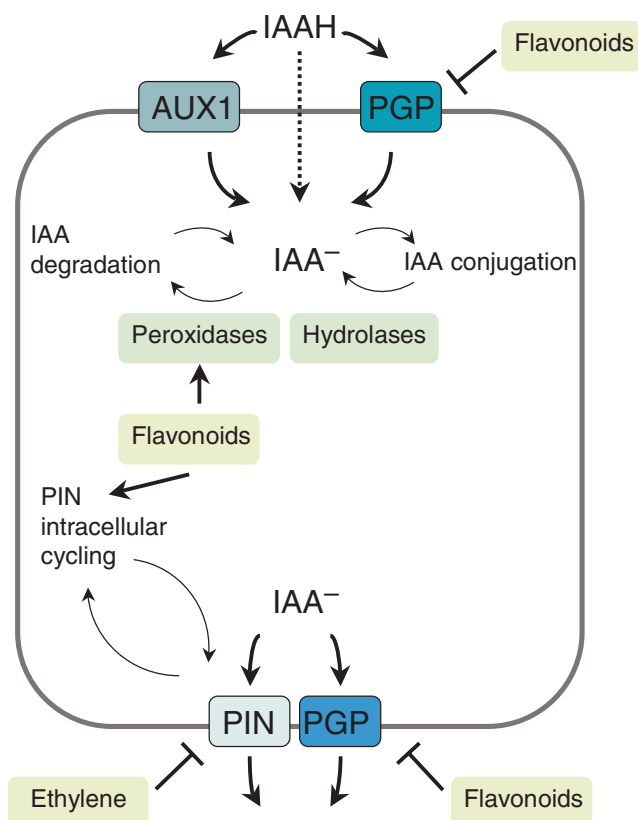 IAAH
Flavonoids
AUX1
PGP
IAA
degradation
IAA–
IAA conjugation
Peroxidases
Hydrolases
Flavonoids
PIN
intracellular
cycling
IAA–
PIN
PGP
Ethylene
Flavonoids